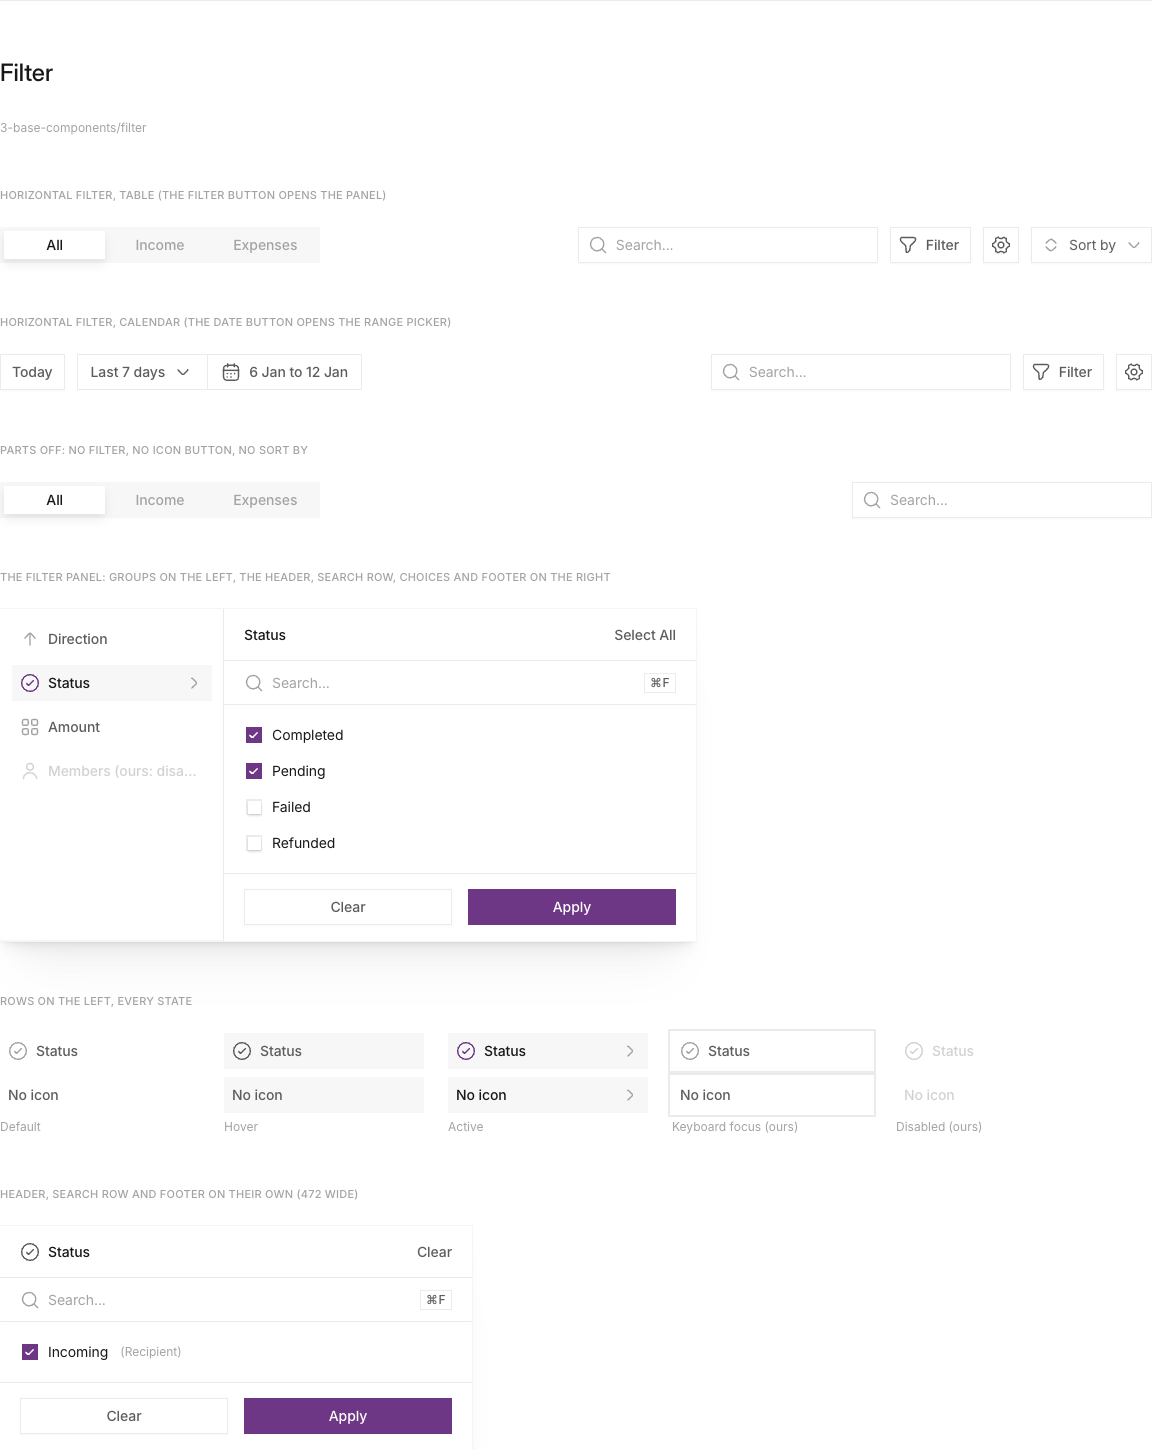 Filter
3-base-components/filter
HORIZONTAL FILTER, TABLE (THE FILTER BUTTON OPENS THE PANEL)
All Income Expenses Search... Filter Sort by
HORIZONTAL FILTER, CALENDAR (THE DATE BUTTON OPENS THE RANGE PICKER)
Today Last 7 days 6 Jan to 12 Jan Search... Filter
PARTS OFF: NO FILTER, NO ICON BUTTON, NO SORT BY
All Income Expenses Search...
THE FILTER PANEL: GROUPS ON THE LEFT, THE HEADER, SEARCH ROW, CHOICES AND FOOTER ON THE RIGHT
Direction
Status
Amount
Members (ours: disa...
Status Select All
Search... ⌘F
Completed
Pending
Failed
Refunded
Clear Apply
ROWS ON THE LEFT, EVERY STATE
Status Status Status Status Status
No icon No icon No icon No icon No icon
Default Hover Active Keyboard focus (ours) Disabled (ours)
HEADER, SEARCH ROW AND FOOTER ON THEIR OWN (472 WIDE)
Status Clear
Search... ⌘F
Incoming (Recipient)
Clear Apply